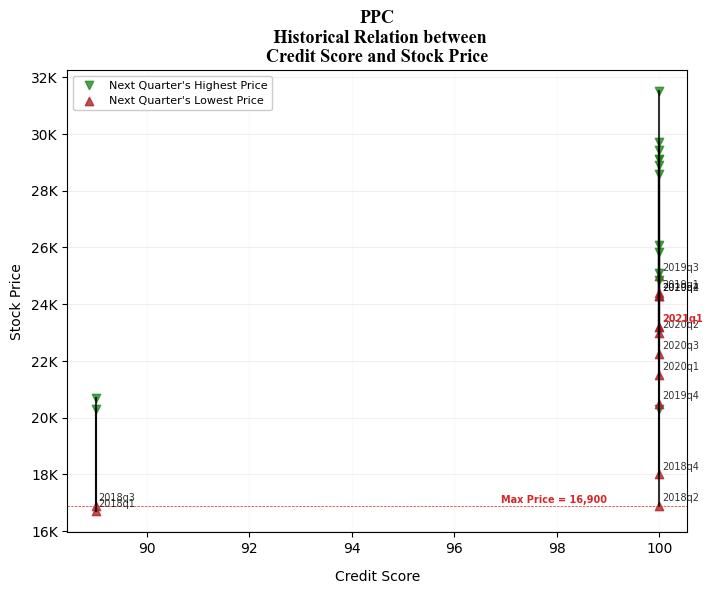 PPC
Historical Relation between
Credit Score and Stock Price
Next Quarter's Highest Price
Next Quarter's Lowest Price
Stock Price
32K
30K
28K
26K
24K
22K
20K
18K
16K
2019q3
2021q1
2020q2
2020q3
2020q1
2019q4
2018q4
2018q2
2018q3
2018q1
Max Price = 16,900
90
92
94
96
98
100
Credit Score